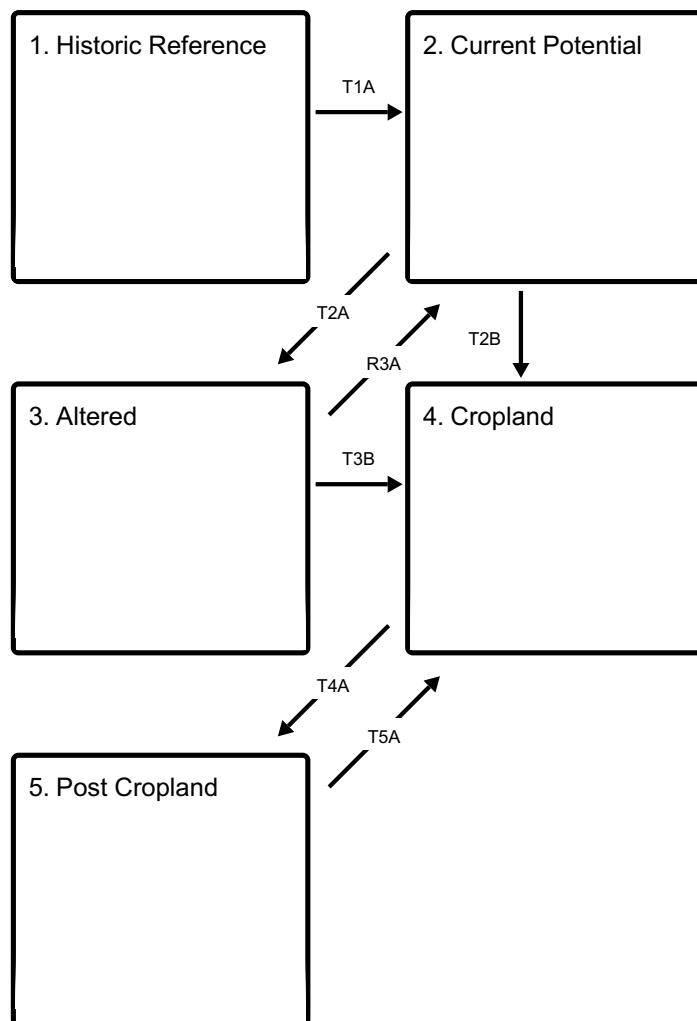 1. Historic Reference
2. Current Potential
T1A
T2A
R3A
T2B
3. Altered
4. Cropland
T3B
T4A
T5A
5. Post Cropland